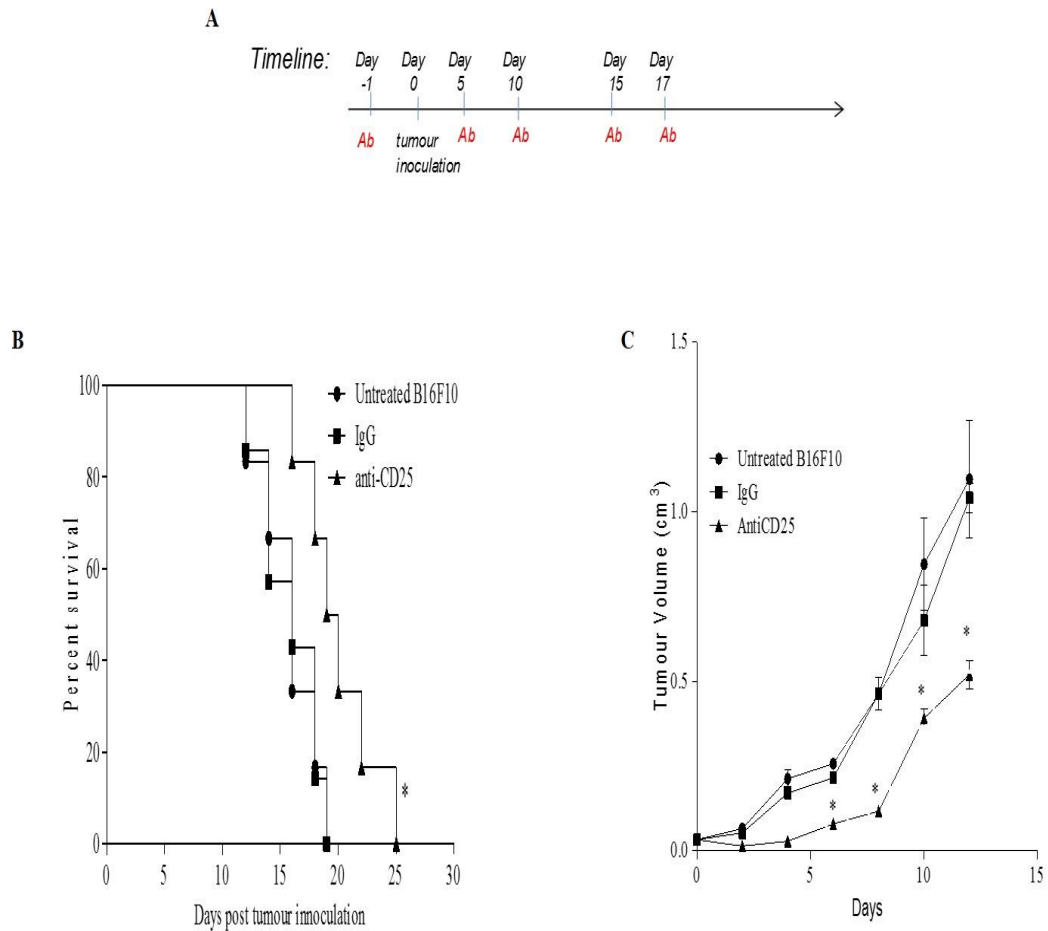 A
Timeline: Day Day Day Day Day Day
-1 0 5 10 15 17
Ab tumour Ab Ab Ab Ab
inoculation
B
Untreated B16F10
IgG
anti-CD25
100
80
60
40
20
0
Percent survival
*
0 5 10 15 20 25 30
Days post tumour innoculation
C
Untreated B16F10
IgG
AntiCD25
1.5
1.0
0.5
0.0
Tumour Volume (cm³)
* * * *
0 5 10 15
Days